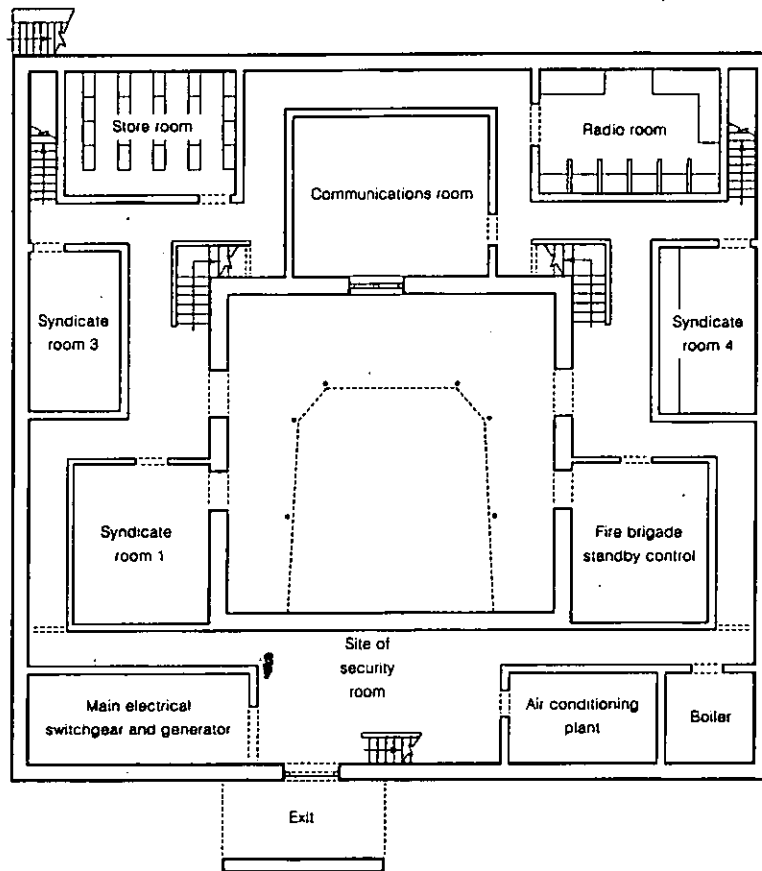 Store room
Radio room
Communications room
Syndicate
room 3
Syndicate
room 4
Syndicate
room 1
Fire brigade
standby control
Site of
security
room
Main electrical
switchgear and generator
Air conditioning
plant
Boiler
Exit